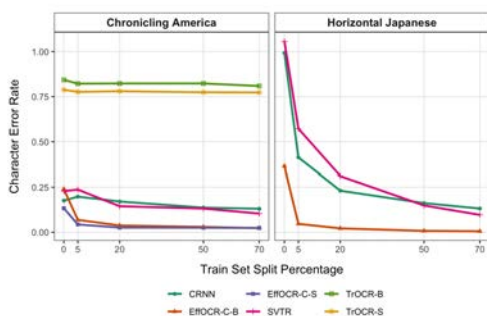 Chronicling America Horizontal Japanese
Character Error Rate
1.00
0.75
0.50
0.25
0.00
0 5 20 50 70 0 5 20 50 70
Train Set Split Percentage
CRNN EffOCR-C-S TrOCR-B
EffOCR-C-B SVTR TrOCR-S